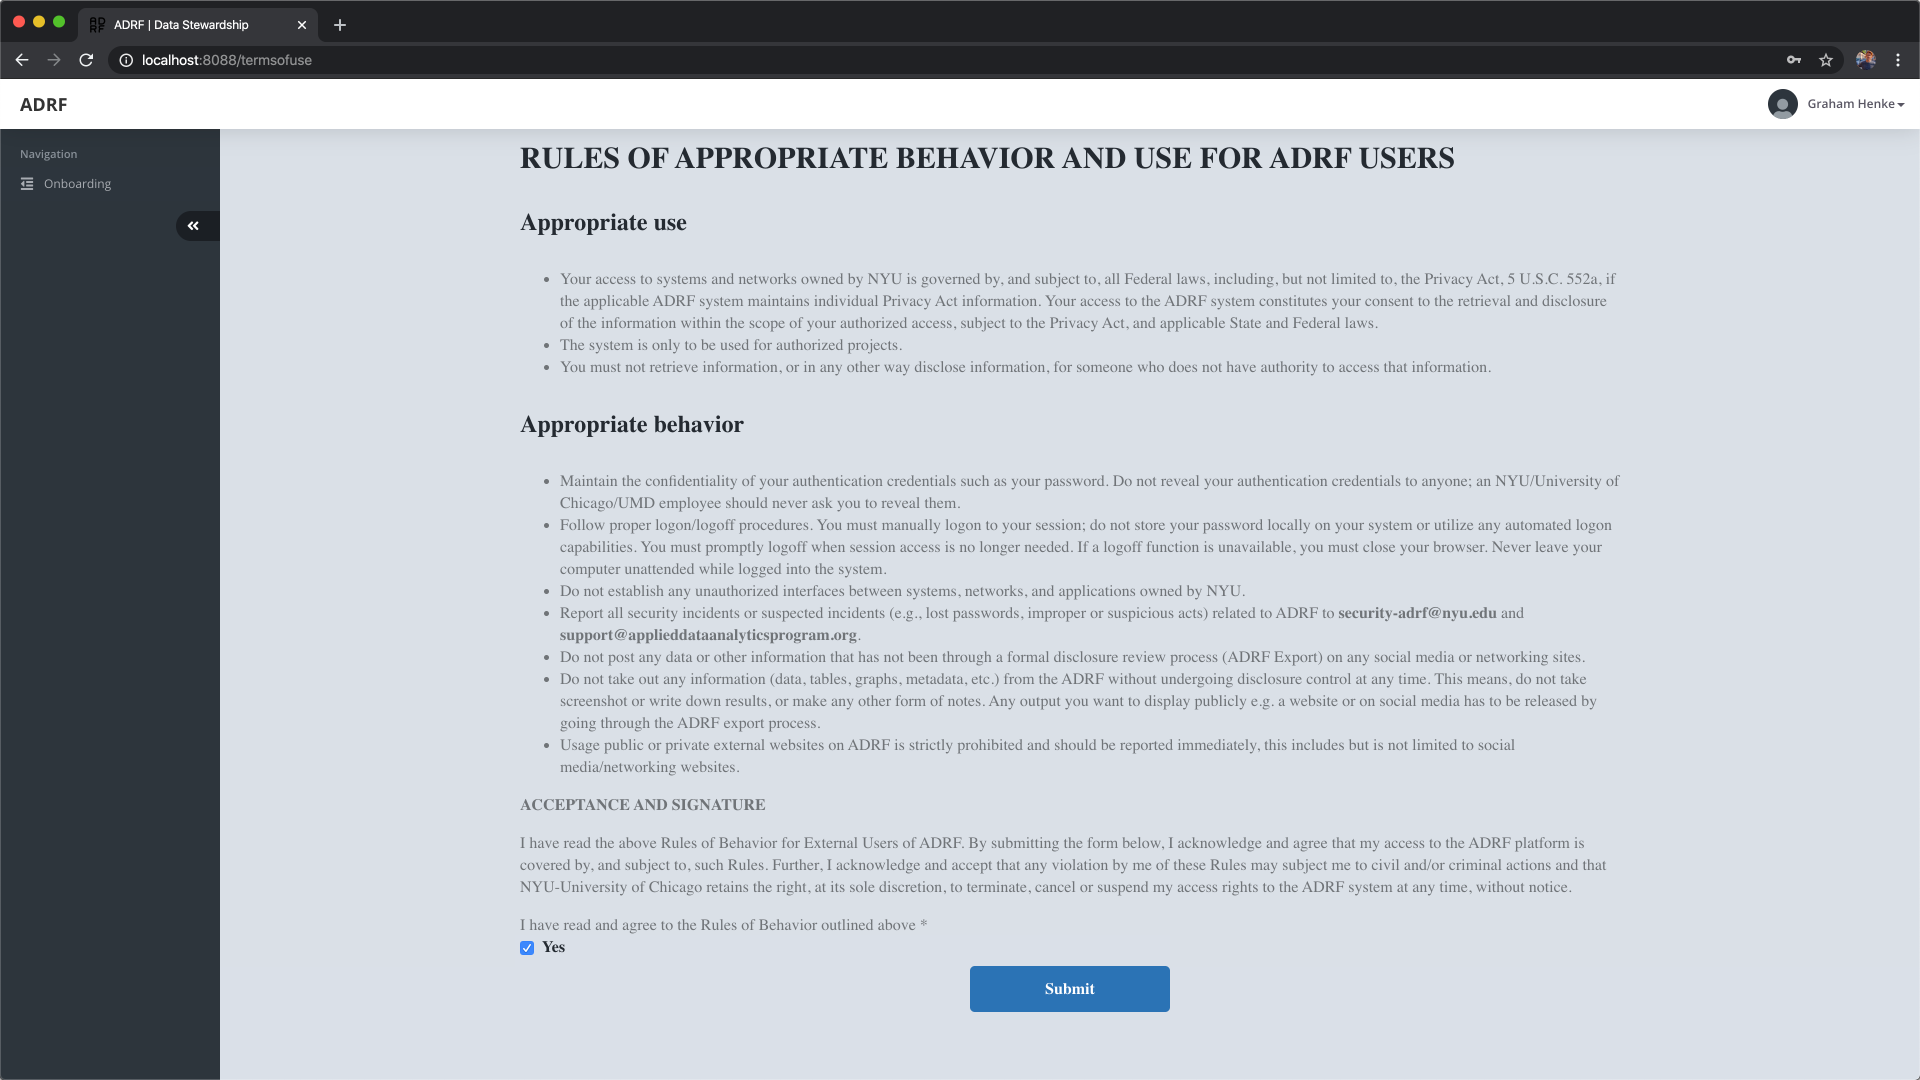 ADRF | Data Stewardship
localhost:8088/termsofuse
ADRF
Graham Henke
Navigation
Onboarding
RULES OF APPROPRIATE BEHAVIOR AND USE FOR ADRF USERS
Appropriate use
• Your access to systems and networks owned by NYU is governed by, and subject to, all Federal laws, including, but not limited to, the Privacy Act, 5 U.S.C. 552a, if
the applicable ADRF system maintains individual Privacy Act information. Your access to the ADRF system constitutes your consent to the retrieval and disclosure
of the information within the scope of your authorized access, subject to the Privacy Act, and applicable State and Federal laws.
• The system is only to be used for authorized projects.
• You must not retrieve information, or in any other way disclose information, for someone who does not have authority to access that information.
Appropriate behavior
• Maintain the confidentiality of your authentication credentials such as your password. Do not reveal your authentication credentials to anyone; an NYU/University of
Chicago/UMD employee should never ask you to reveal them.
• Follow proper logon/logoff procedures. You must manually logon to your session; do not store your password locally on your system or utilize any automated logon
capabilities. You must promptly logoff when session access is no longer needed. If a logoff function is unavailable, you must close your browser. Never leave your
computer unattended while logged into the system.
• Do not establish any unauthorized interfaces between systems, networks, and applications owned by NYU.
• Report all security incidents or suspected incidents (e.g., lost passwords, improper or suspicious acts) related to ADRF to security-adrf@nyu.edu and
support@applieddataanalyticsprogram.org.
• Do not post any data or other information that has not been through a formal disclosure review process (ADRF Export) on any social media or networking sites.
• Do not take out any information (data, tables, graphs, metadata, etc.) from the ADRF without undergoing disclosure control at any time. This means, do not take
screenshot or write down results, or make any other form of notes. Any output you want to display publicly e.g. a website or on social media has to be released by
going through the ADRF export process.
• Usage public or private external websites on ADRF is strictly prohibited and should be reported immediately, this includes but is not limited to social
media/networking websites.
ACCEPTANCE AND SIGNATURE
I have read the above Rules of Behavior for External Users of ADRF. By submitting the form below, I acknowledge and agree that my access to the ADRF platform is
covered by, and subject to, such Rules. Further, I acknowledge and accept that any violation by me of these Rules may subject me to civil and/or criminal actions and that
NYU-University of Chicago retains the right, at its sole discretion, to terminate, cancel or suspend my access rights to the ADRF system at any time, without notice.
I have read and agree to the Rules of Behavior outlined above *
Yes
Submit